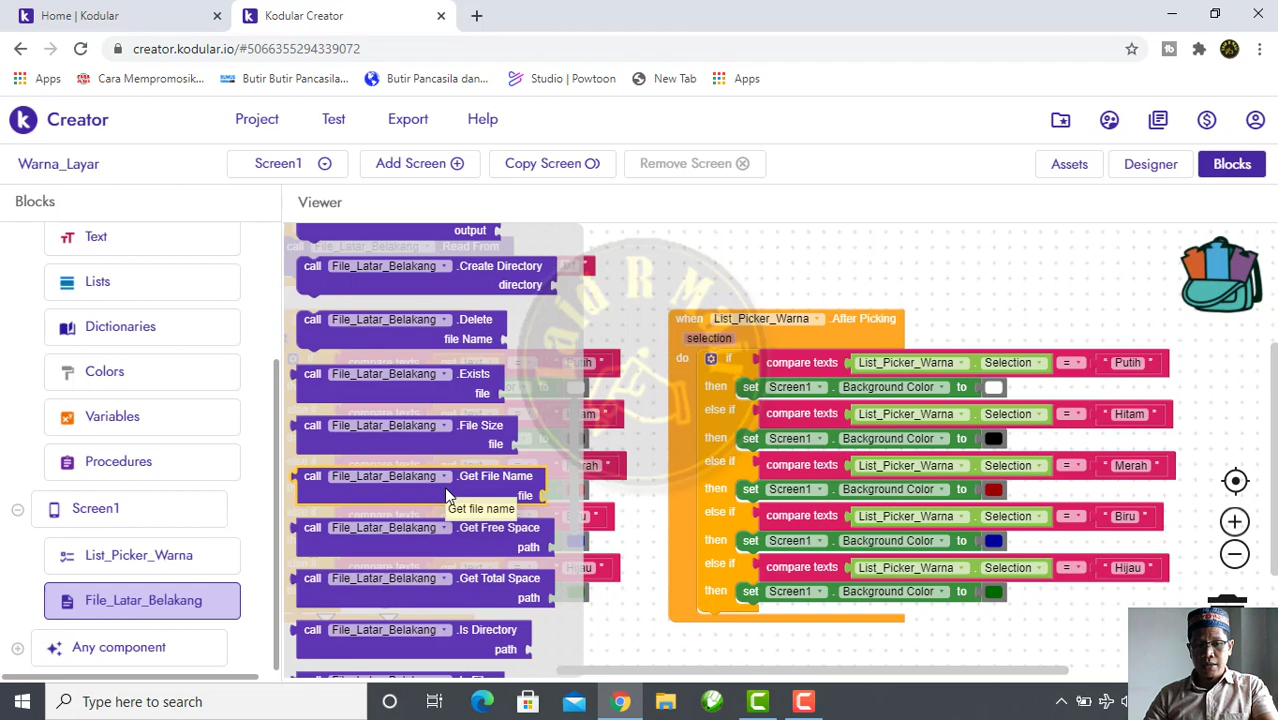 Home | Kodular
Kodular Creator
creator.kodular.io/#5066355294339072
Apps
Cara Mempromosik...
Butir Butir Pancasila...
Butir Pancasila dan...
Studio | Powtoon
New Tab
Apps
Creator
Project
Test
Export
Help
Warna_Layar
Screen1
Add Screen
Copy Screen
Remove Screen
Assets
Designer
Blocks
Blocks
Viewer
Text
Lists
Dictionaries
Colors
Variables
Procedures
Screen1
List_Picker_Warna
File_Latar_Belakang
Any component
output
call File_Latar_Belakang .Read From
call File_Latar_Belakang .Create Directory
directory
call File_Latar_Belakang .Delete
file Name
call File_Latar_Belakang .Exists
file
call File_Latar_Belakang .File Size
file
call File_Latar_Belakang .Get File Name
file
Get file name
call File_Latar_Belakang .Get Free Space
path
call File_Latar_Belakang .Get Total Space
path
call File_Latar_Belakang .Is Directory
path
when List_Picker_Warna .After Picking
selection
do if compare texts List_Picker_Warna . Selection = " Putih "
then set Screen1 . Background Color to
else if compare texts List_Picker_Warna . Selection = " Hitam "
then set Screen1 . Background Color to
else if compare texts List_Picker_Warna . Selection = " Merah "
then set Screen1 . Background Color to
else if compare texts List_Picker_Warna . Selection = " Biru "
then set Screen1 . Background Color to
else if compare texts List_Picker_Warna . Selection = " Hijau "
then set Screen1 . Background Color to
Type here to search